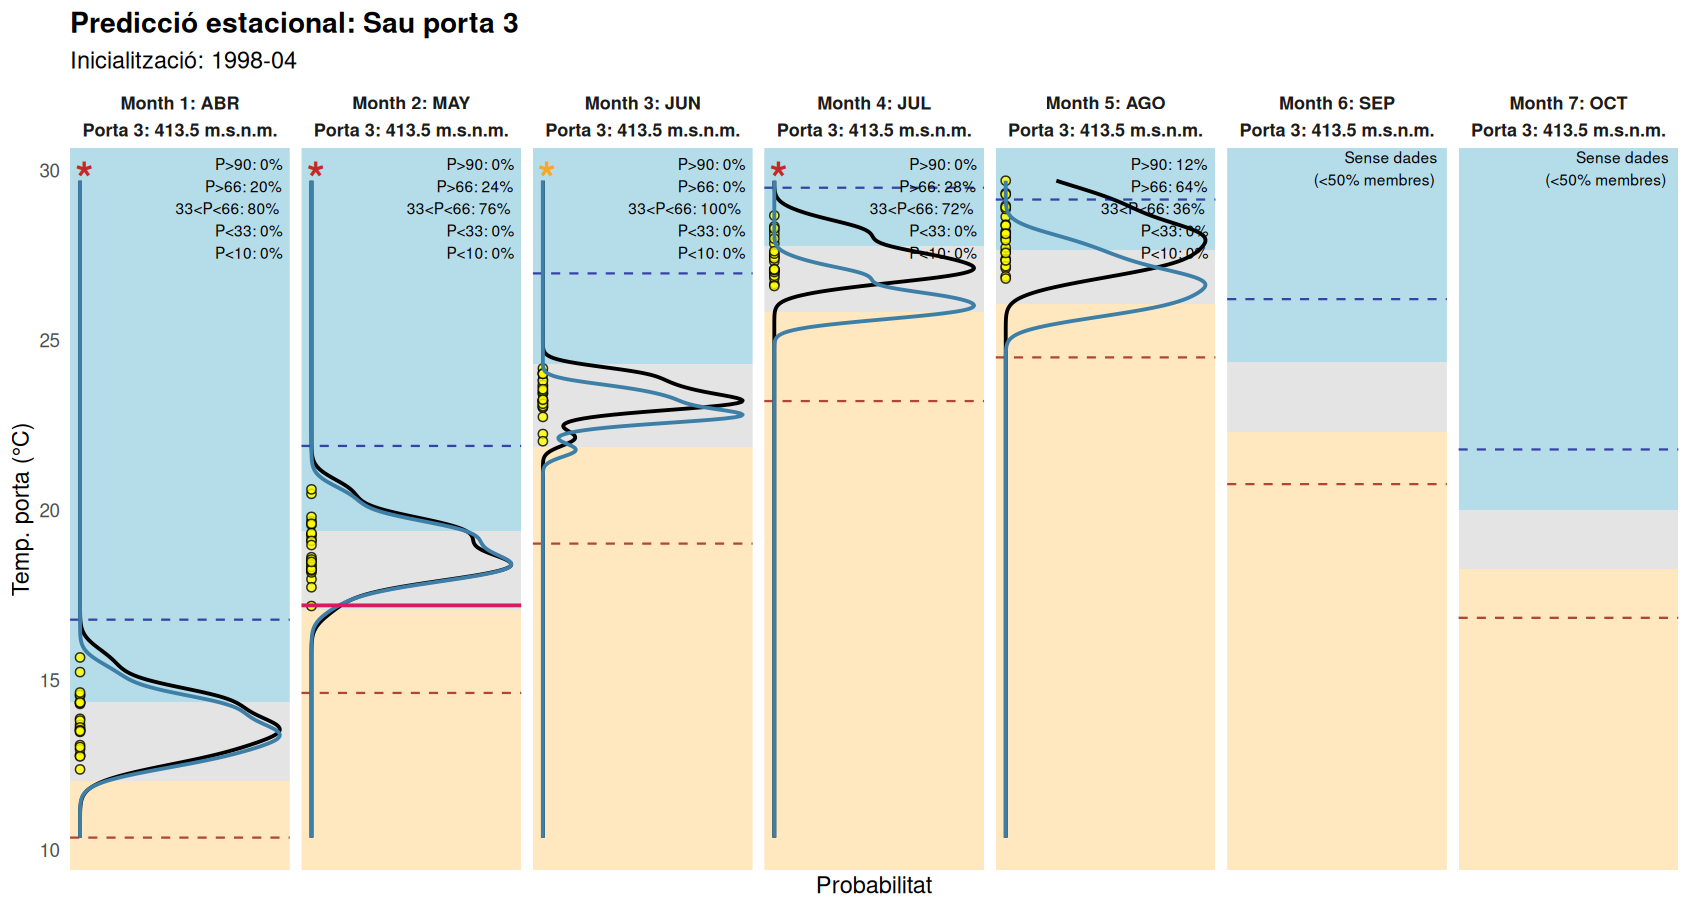 Predicció estacional: Sau porta 3
Inicialització: 1998-04
Month 1: ABR
Porta 3: 413.5 m.s.n.m.
Month 2: MAY
Porta 3: 413.5 m.s.n.m.
Month 3: JUN
Porta 3: 413.5 m.s.n.m.
Month 4: JUL
Porta 3: 413.5 m.s.n.m.
Month 5: AGO
Porta 3: 413.5 m.s.n.m.
Month 6: SEP
Porta 3: 413.5 m.s.n.m.
Month 7: OCT
Porta 3: 413.5 m.s.n.m.
Temp. porta (°C)
30
25
20
15
10
*
P>90: 0%
P>66: 20%
33<P<66: 80%
P<33: 0%
P<10: 0%
*
P>90: 0%
P>66: 24%
33<P<66: 76%
P<33: 0%
P<10: 0%
*
P>90: 0%
P>66: 0%
33<P<66: 100%
P<33: 0%
P<10: 0%
*
P>90: 0%
P>66: 28%
33<P<66: 72%
P<33: 0%
P<10: 0%
P>90: 12%
P>66: 64%
33<P<66: 36%
P<33: 0%
P<10: 0%
Sense dades
(<50% membres)
Sense dades
(<50% membres)
Probabilitat